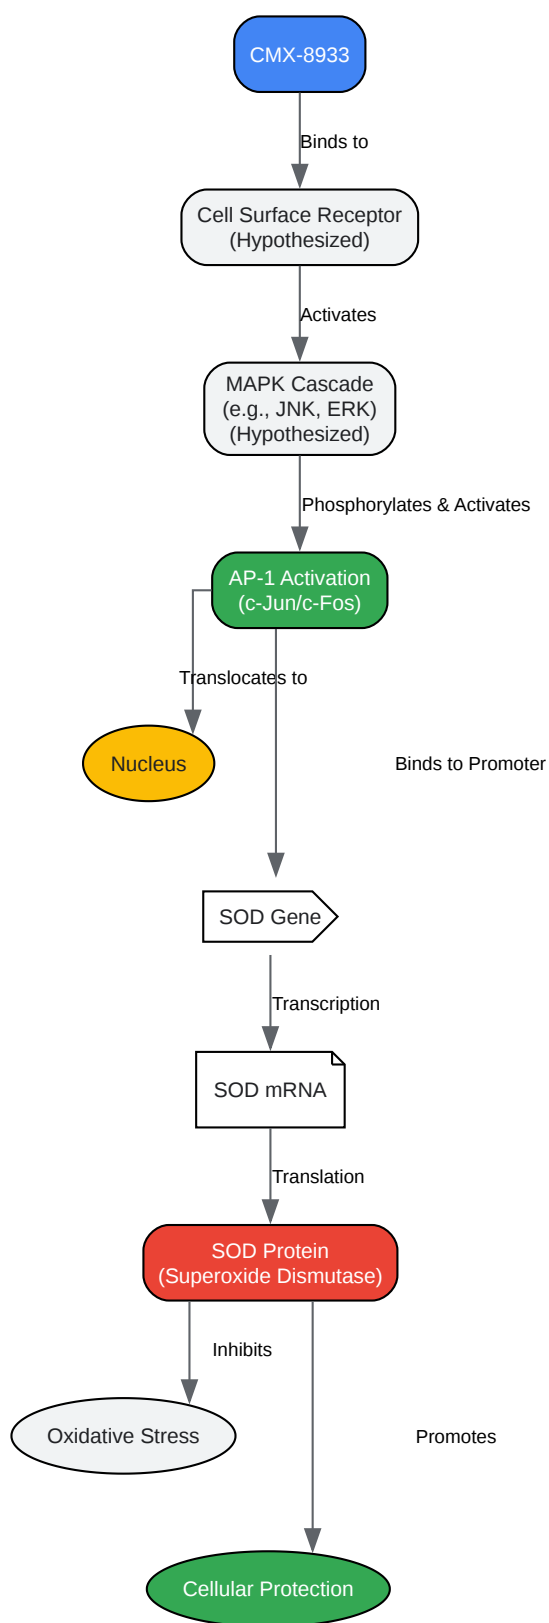 CMX-8933
Binds to
Cell Surface Receptor
(Hypothesized)
Activates
MAPK Cascade
(e.g., JNK, ERK)
(Hypothesized)
Phosphorylates & Activates
AP-1 Activation
(c-Jun/c-Fos)
Translocates to
Nucleus
Binds to Promoter
SOD Gene
Transcription
SOD mRNA
Translation
SOD Protein
(Superoxide Dismutase)
Inhibits
Oxidative Stress
Promotes
Cellular Protection